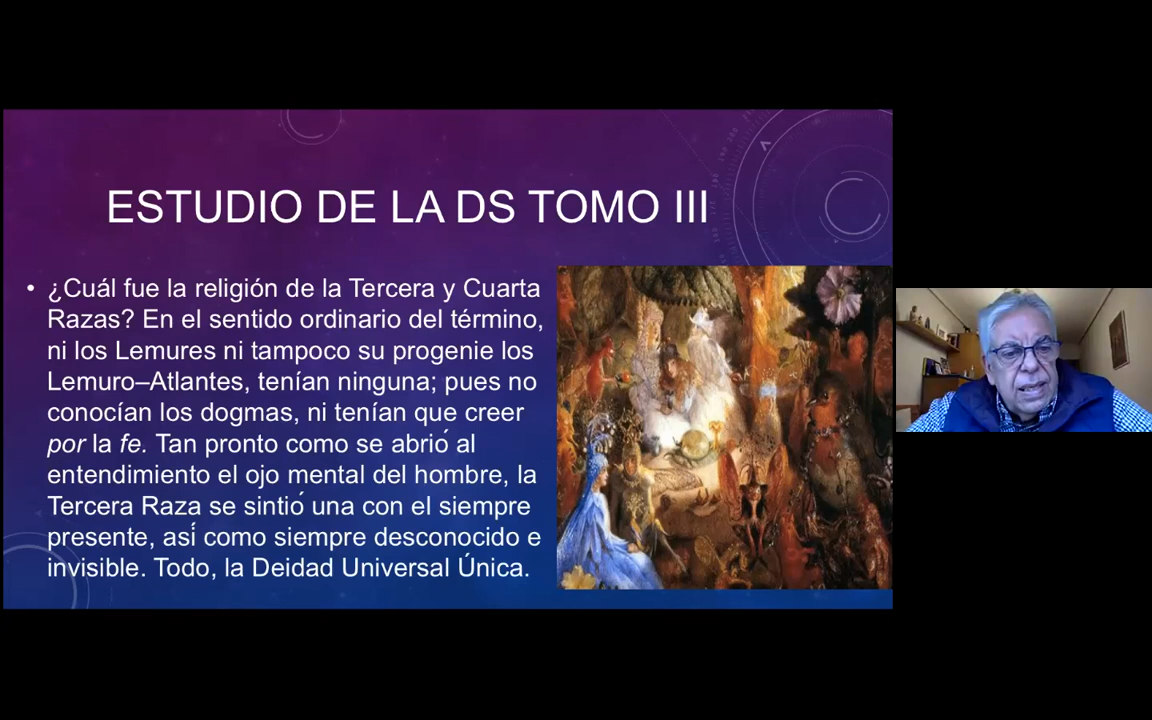 ESTUDIO DE LA DS TOMO III
• ¿Cuál fue la religión de la Tercera y Cuarta
Razas? En el sentido ordinario del término,
ni los Lemures ni tampoco su progenie los
Lemuro–Atlantes, tenían ninguna; pues no
conocían los dogmas, ni tenían que creer
por la fe. Tan pronto como se abrió al
entendimiento el ojo mental del hombre, la
Tercera Raza se sintió una con el siempre
presente, así como siempre desconocido e
invisible. Todo, la Deidad Universal Única.